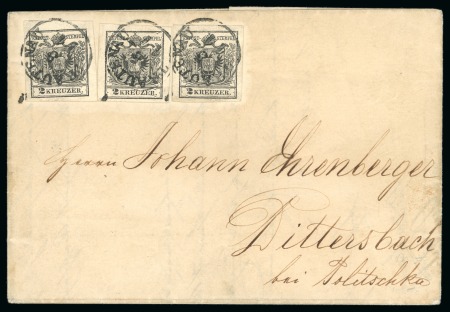 2 KREUZER. 2 KREUZER. 2 KREUZER.
Herrn Johann Ehrenberger
Dittersbach
bei Politschka